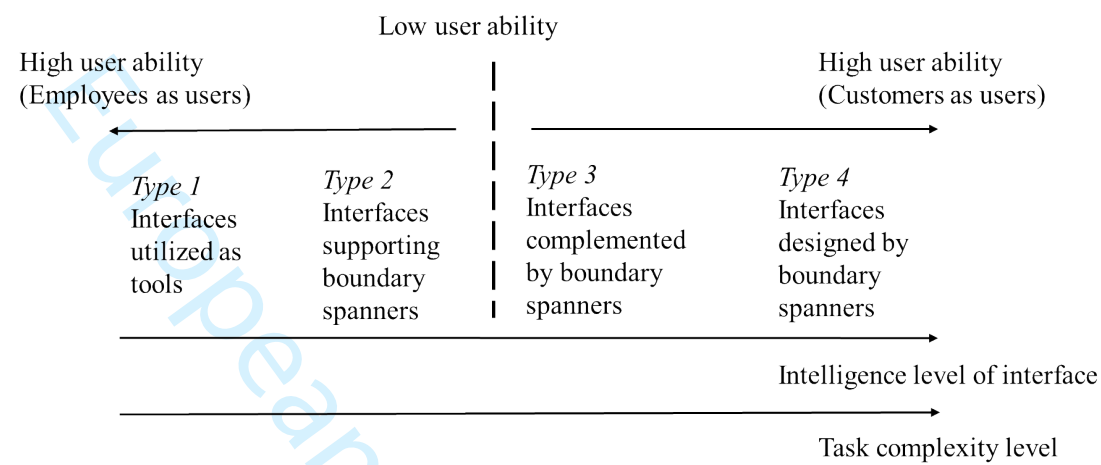 Low user ability
High user ability
(Employees as users)
High user ability
(Customers as users)
Type 1
Interfaces
utilized as
tools
Type 2
Interfaces
supporting
boundary
spanners
Type 3
Interfaces
complemented
by boundary
spanners
Type 4
Interfaces
designed by
boundary
spanners
Intelligence level of interface
Task complexity level
European